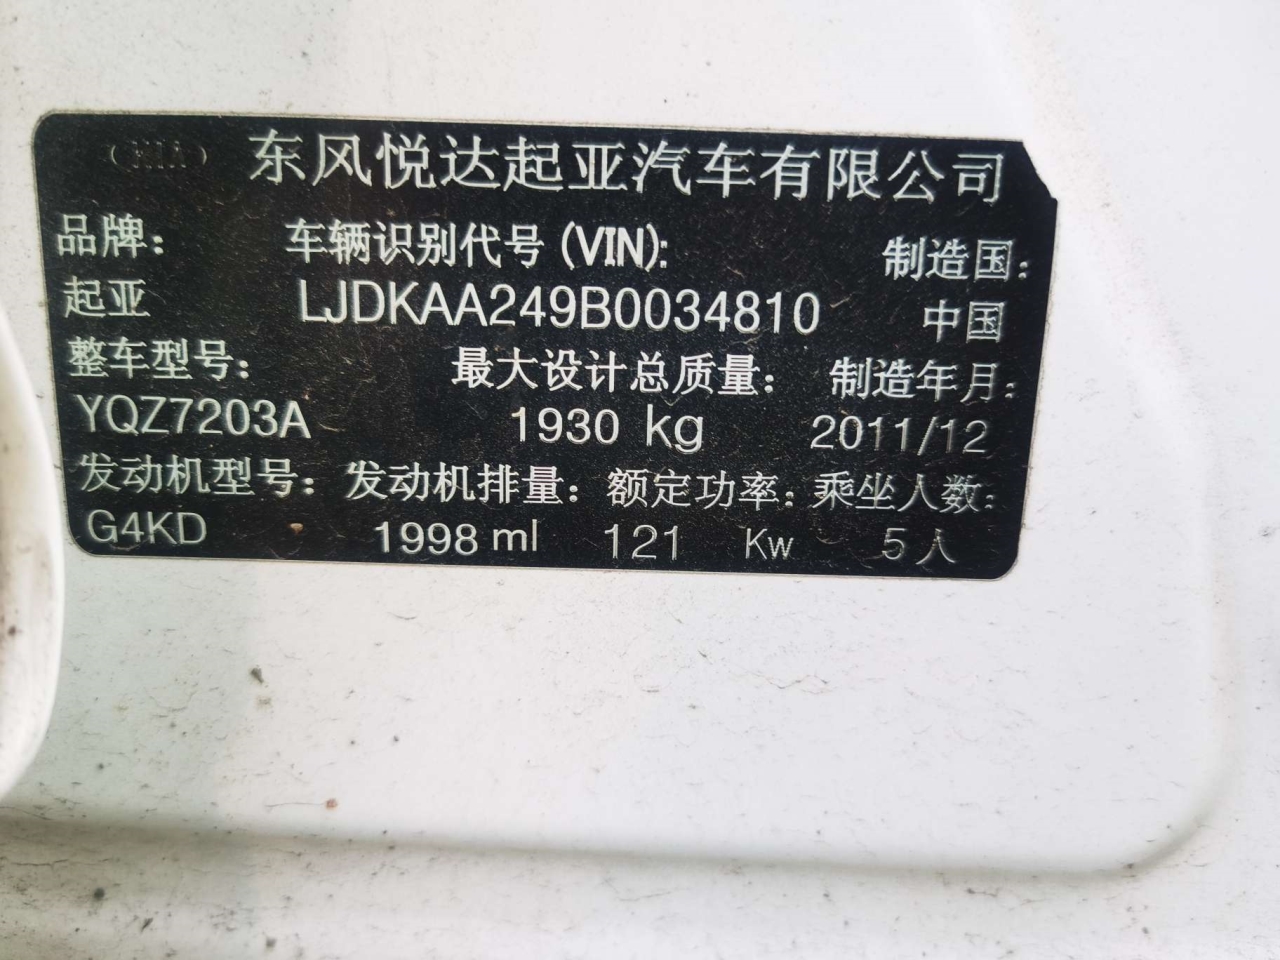 KIA 东风悦达起亚汽车有限公司
品牌: 车辆识别代号(VIN): 制造国:
起亚 LJDKAA249B0034810 中国
整车型号: 最大设计总质量: 制造年月:
YQZ7203A 1930 kg 2011/12
发动机型号: 发动机排量: 额定功率: 乘坐人数:
G4KD 1998 ml 121 Kw 5人